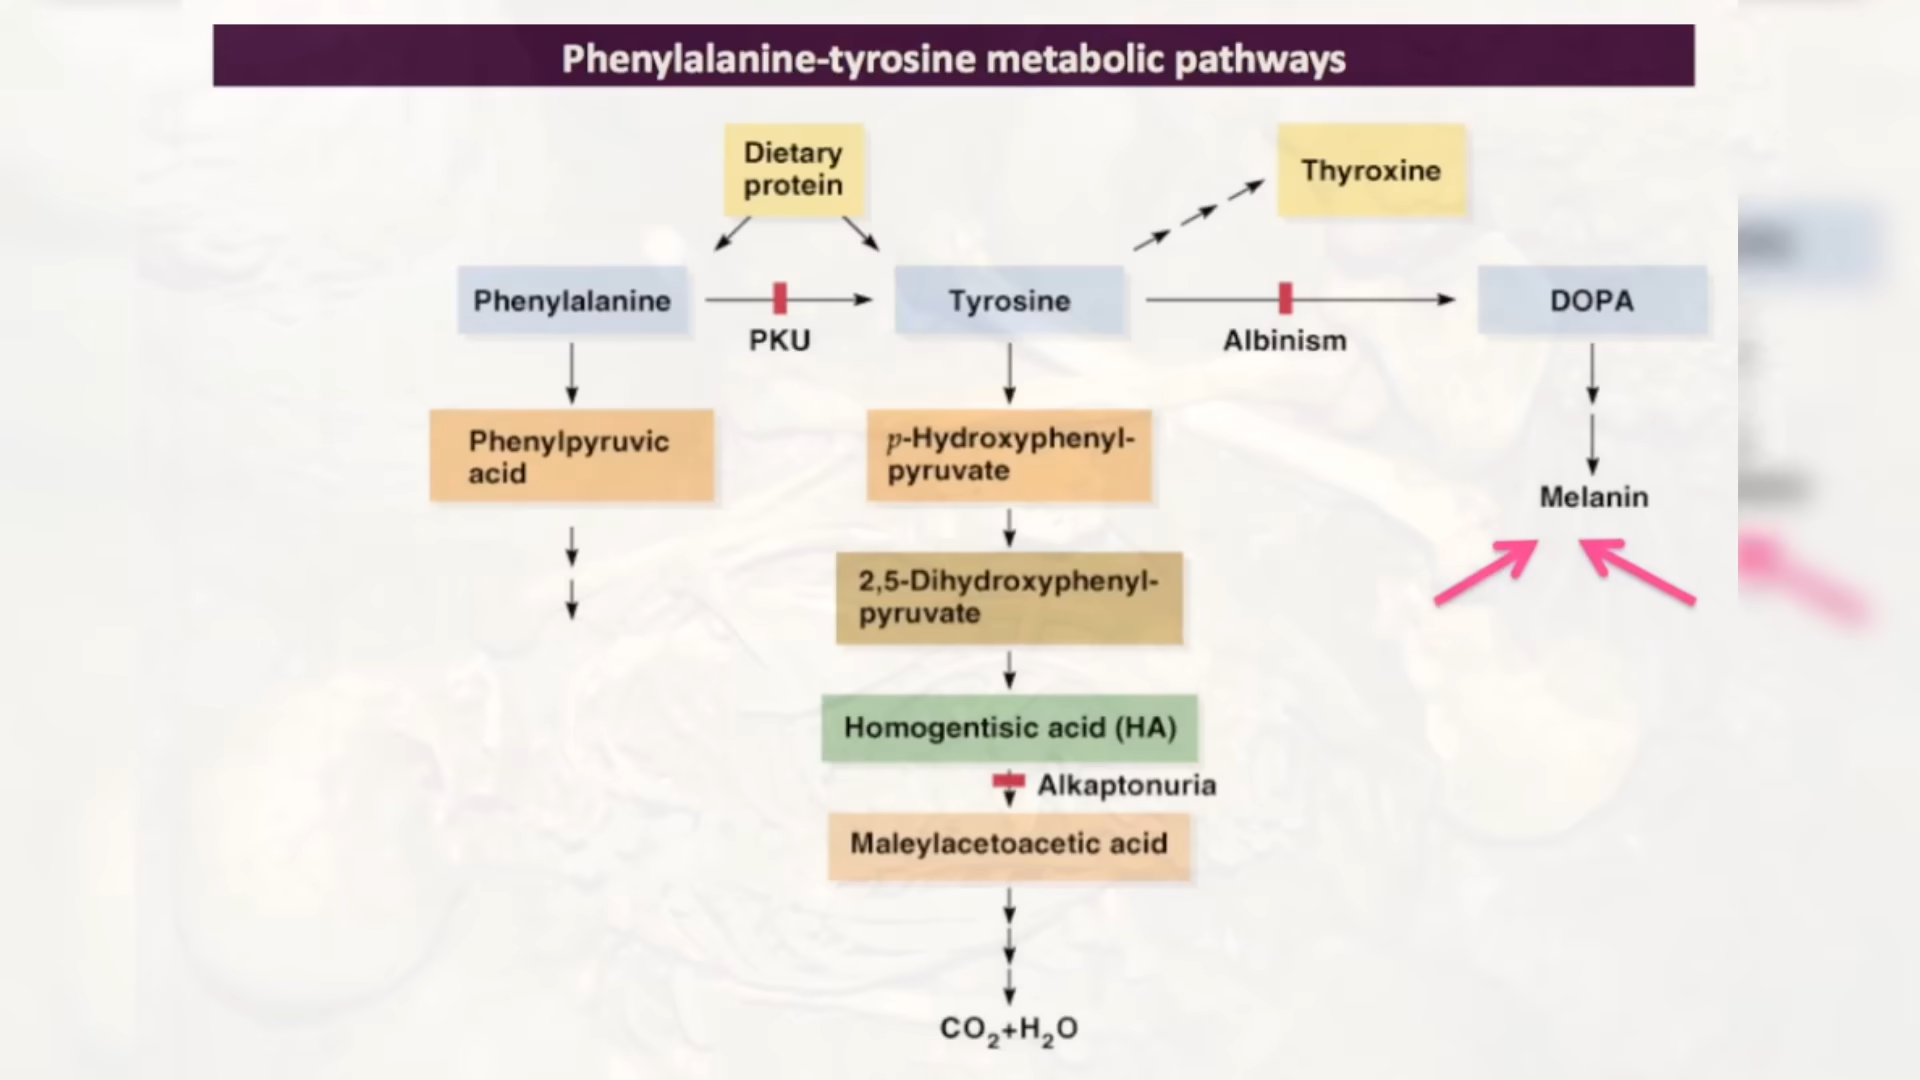 Phenylalanine-tyrosine metabolic pathways
Dietary
protein
Thyroxine
Phenylalanine
PKU
Tyrosine
Albinism
DOPA
Phenylpyruvic
acid
p-Hydroxyphenyl-
pyruvate
Melanin
2,5-Dihydroxyphenyl-
pyruvate
Homogentisic acid (HA)
Alkaptonuria
Maleylacetoacetic acid
CO₂+H₂O